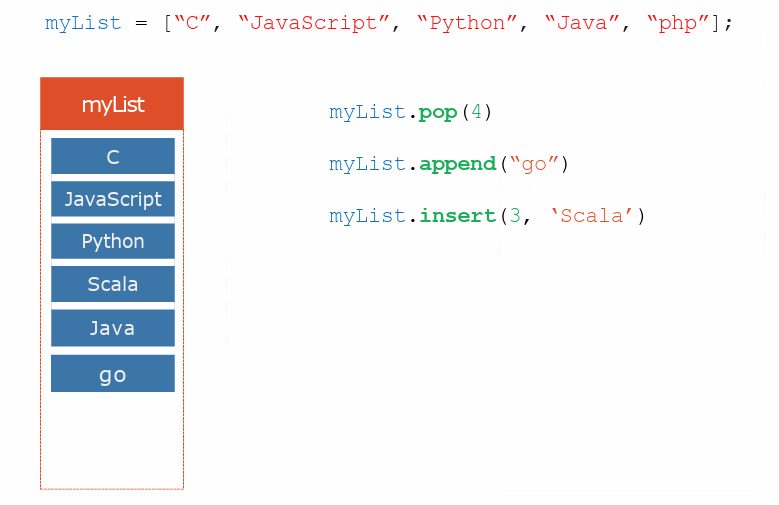 myList = [“C”, “JavaScript”, “Python”, “Java”, “php”];
myList
C
JavaScript
Python
Scala
Java
go
myList.pop(4)
myList.append(“go”)
myList.insert(3, ‘Scala’)